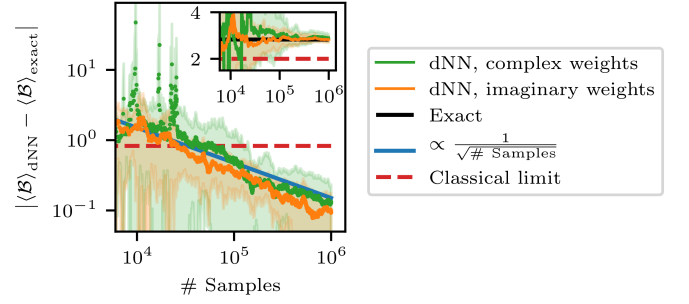 |⟨ℬ⟩dNN − ⟨ℬ⟩exact|
10¹
10⁰
10⁻¹
10⁴
10⁵
10⁶
# Samples
4
2
10⁴
10⁵
10⁶
dNN, complex weights
dNN, imaginary weights
Exact
∝ 1/√# Samples
Classical limit